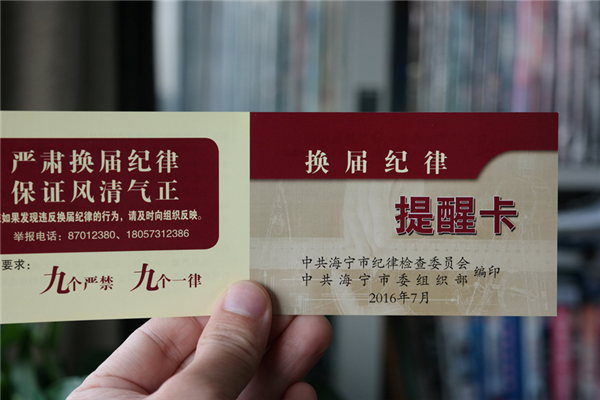 严肃换届纪律
保证风清气正
如果发现违反换届纪律的行为，请及时向组织反映。
举报电话：87012380、18057312386
要求：
九个严禁 九个一律
换届纪律
提醒卡
中共海宁市纪律检查委员会
中共海宁市委组织部
编印
2016年7月